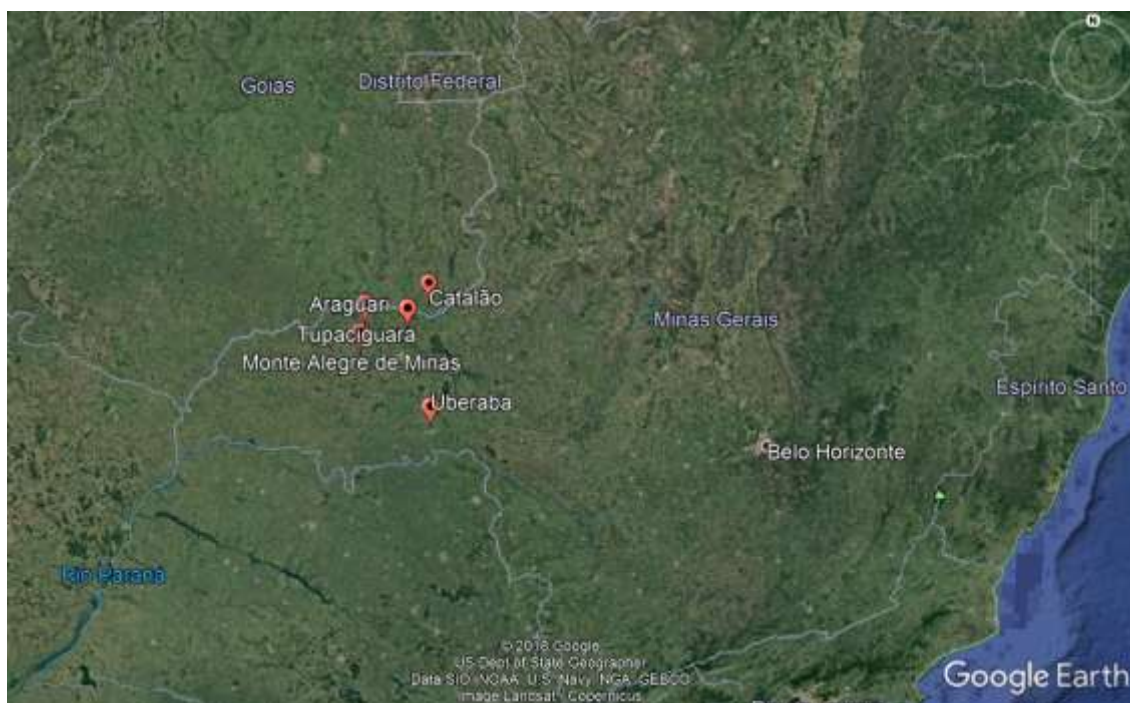 N
Goias
Distrito Federal
Araguari
Catalão
Tupaciguara
Minas Gerais
Monte Alegre de Minas
Uberaba
Espírito Santo
Belo Horizonte
Rio Paraná
© 2018 Google
US Dept of State Geographer
Data SIO, NOAA, U.S. Navy, NGA, GEBCO
Image Landsat / Copernicus
Google Earth